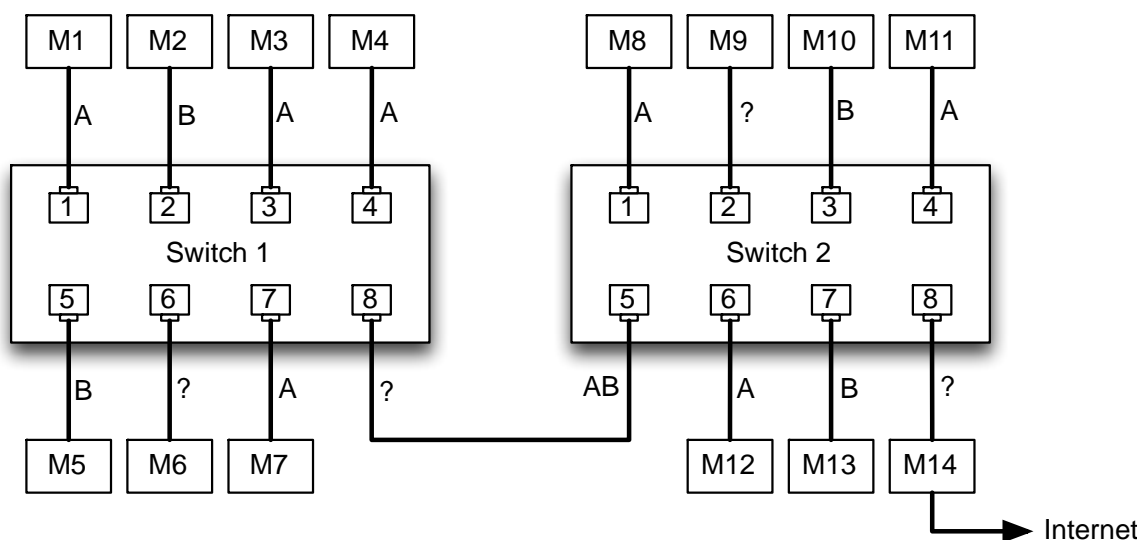 M1 M2 M3 M4 M8 M9 M10 M11
A B A A A ? B A
1 2 3 4 1 2 3 4
Switch 1 Switch 2
5 6 7 8 5 6 7 8
B ? A ? AB A B ?
M5 M6 M7 M12 M13 M14
Internet